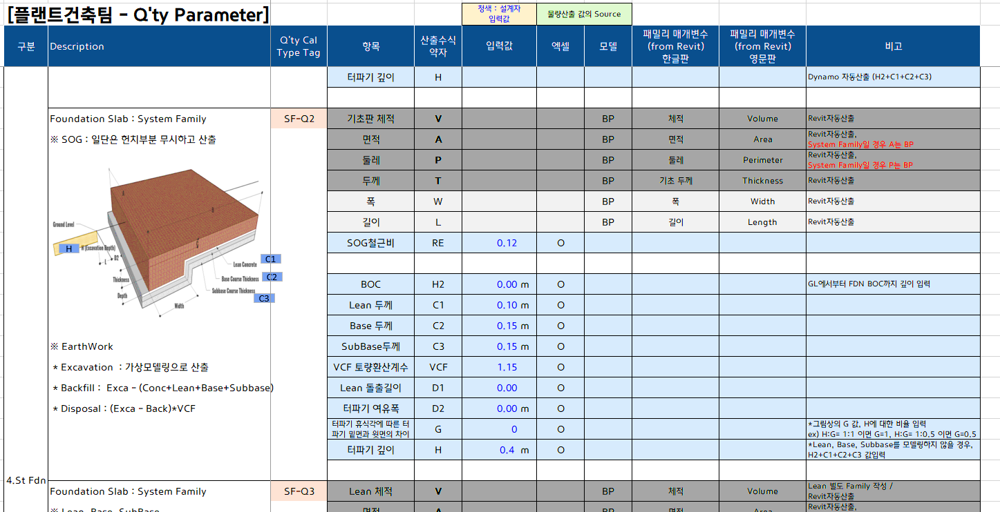 [플랜트건축팀 - Q'ty Parameter]
청색 : 설계자
입력값
물량산출 값의 Source
구분
Description
Q'ty Cal
Type Tag
항목
산출수식
약자
입력값
엑셀
모델
패밀리 매개변수
(from Revit)
한글판
패밀리 매개변수
(from Revit)
영문판
비고
터파기 깊이 H Dynamo 자동산출 (H2+C1+C2+C3)
Foundation Slab : System Family SF-Q2 기초판 체적 V BP 체적 Volume Revit자동산출
※ SOG : 일단은 헌치부분 무시하고 산출 면적 A BP 면적 Area Revit자동산출,
System Family일 경우 A는 BP
둘레 P BP 둘레 Perimeter Revit자동산출,
System Family일 경우 P는 BP
두께 T BP 기초 두께 Thickness Revit자동산출
폭 W BP 폭 Width Revit자동산출
길이 L BP 길이 Length Revit자동산출
SOG철근비 RE 0.12 O
BOC H2 0.00 m O GL에서부터 FDN BOC까지 깊이 입력
Lean 두께 C1 0.10 m O
Base 두께 C2 0.15 m O
SubBase두께 C3 0.15 m O
VCF 토량환산계수 VCF 1.15 O
Lean 돌출길이 D1 0.00 O
터파기 여유폭 D2 0.00 m O
터파기 휴식각에 따른 터
파기 밑면과 윗면의 차이
G 0 O
*그림상의 G 값, H에 대한 비율 입력
ex) H:G= 1:1 이면 G=1, H:G= 1:0.5 이면 G=0.5
터파기 깊이 H 0.4 m O
*Lean, Base, Subbase를 모델링하지 않을 경우,
H2+C1+C2+C3 값입력
Ground Level
H
H (Excavation Depth)
L
D2
Thickness
Depth
Width
Lean Concrete
C1
Base Course Thickness
C2
Subbase Course Thickness
C3
※ EarthWork
* Excavation : 가상모델링으로 산출
* Backfill : Exca - (Conc+Lean+Base+Subbase)
* Disposal : (Exca - Back)*VCF
4.St Fdn
Foundation Slab : System Family SF-Q3 Lean 체적 V BP 체적 Volume
Lean 별도 Family 작성 /
Revit자동산출
※ Lean, Base, SubBase 면적 A BP 면적 Area Revit자동산출,